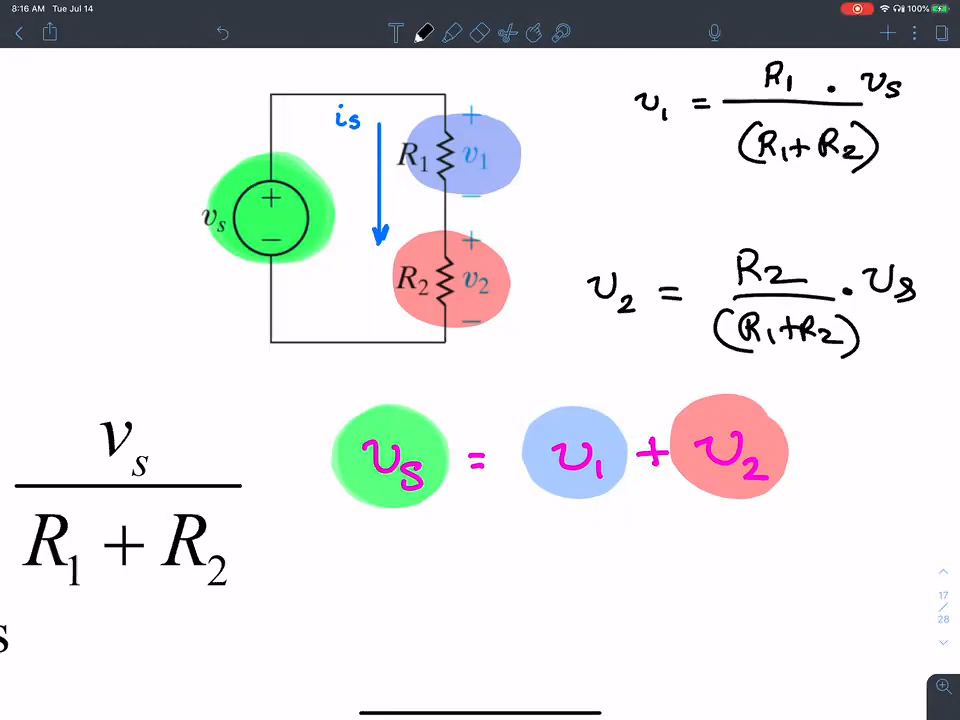 8:16 AM Tue Jul 14
100%
v₁ = R₁ . vs
(R₁+R₂)
is
+
R₁ v₁
−
vs
+
−
+
R₂ v₂
−
v₂ = R₂ . vs
(R₁+R₂)
vs
R₁ + R₂
vs = v₁ + v₂
s
17
/
28